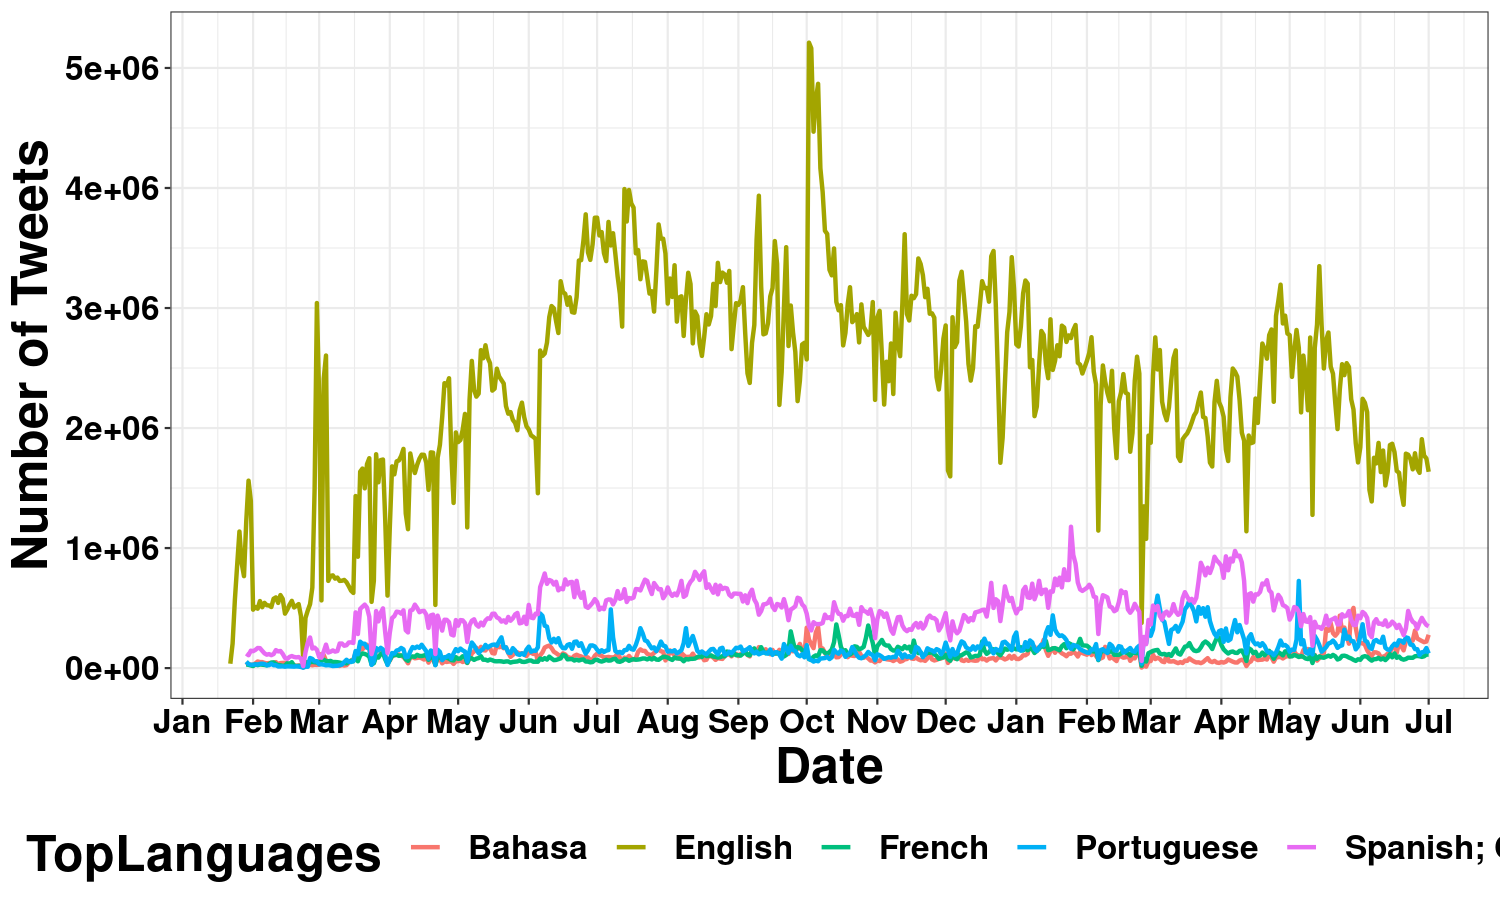 Number of Tweets
5e+06
4e+06
3e+06
2e+06
1e+06
0e+00
Jan Feb Mar Apr May Jun Jul Aug Sep Oct Nov Dec Jan Feb Mar Apr May Jun Jul
Date
TopLanguages Bahasa English French Portuguese Spanish;